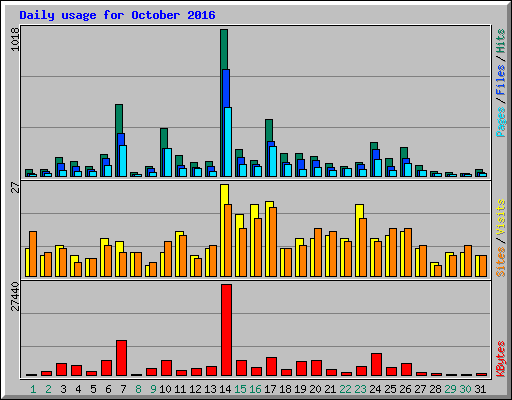 Daily usage for October 2016
1018
Pages / Files / Hits
27
Sites / Visits
27440
KBytes
1 2 3 4 5 6 7 8 9 10 11 12 13 14 15 16 17 18 19 20 21 22 23 24 25 26 27 28 29 30 31